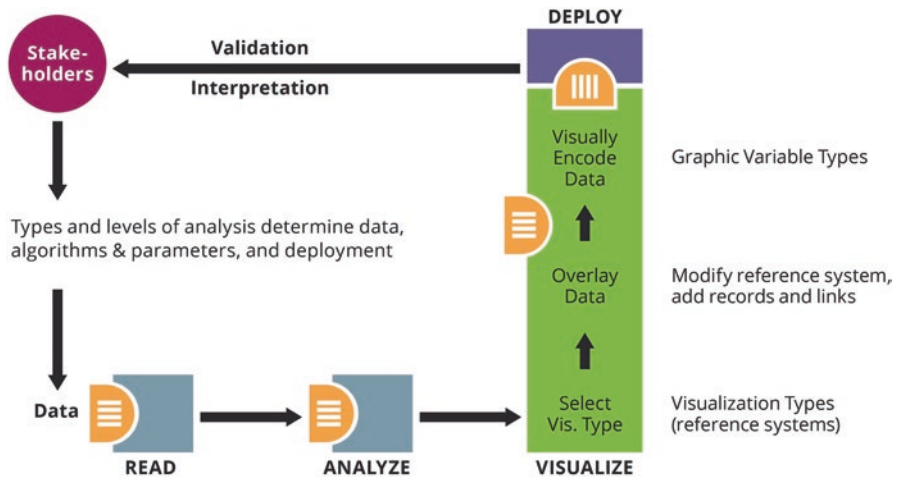 DEPLOY
Stake-
holders
Validation
Interpretation
Visually
Encode
Data
Graphic Variable Types
Types and levels of analysis determine data,
algorithms & parameters, and deployment
Overlay
Data
Modify reference system,
add records and links
Data
Select
Vis. Type
Visualization Types
(reference systems)
READ
ANALYZE
VISUALIZE